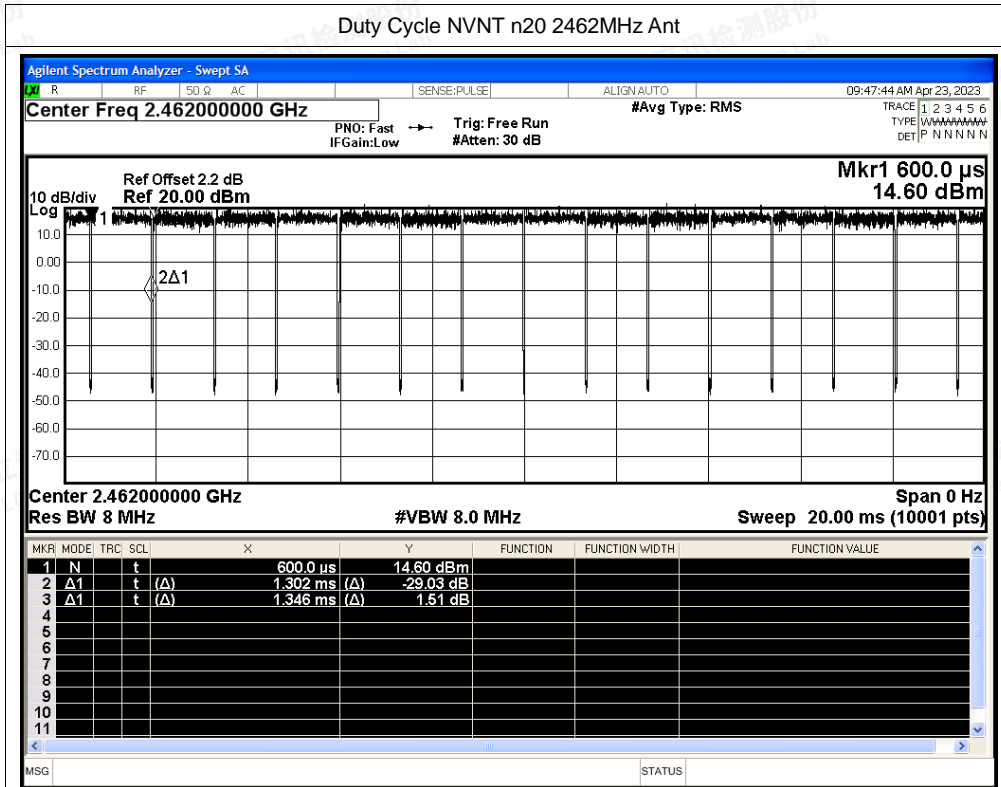 Duty Cycle NVNT n20 2462MHz Ant
Agilent Spectrum Analyzer - Swept SA
LXI R RF 50 Ω AC SENSE:PULSE ALIGN AUTO 09:47:44 AM Apr 23, 2023
Center Freq 2.462000000 GHz #Avg Type: RMS TRACE 1 2 3 4 5 6
PNO: Fast Trig: Free Run TYPE WWWWWW
IFGain:Low #Atten: 30 dB DET P N N N N N
Mkr1 600.0 µs
Ref Offset 2.2 dB
10 dB/div Ref 20.00 dBm 14.60 dBm
Log
1
10.0
0.00
2Δ1
-10.0
-20.0
-30.0
-40.0
-50.0
-60.0
-70.0
Center 2.462000000 GHz Span 0 Hz
Res BW 8 MHz #VBW 8.0 MHz Sweep 20.00 ms (10001 pts)
MKR MODE TRC SCL X Y FUNCTION FUNCTION WIDTH FUNCTION VALUE
1 N t 600.0 µs 14.60 dBm
2 Δ1 t (Δ) 1.302 ms (Δ) -29.03 dB
3 Δ1 t (Δ) 1.346 ms (Δ) 1.51 dB
4
5
6
7
8
9
10
11
MSG STATUS